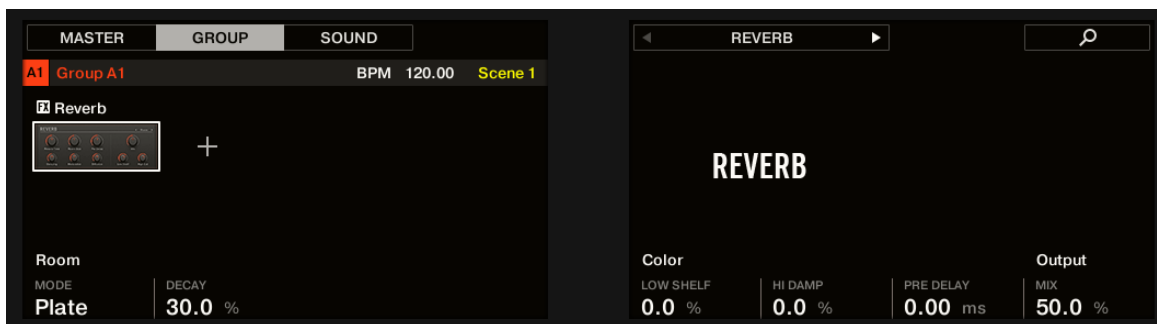 MASTER GROUP SOUND
A1 Group A1 BPM 120.00 Scene 1
FX Reverb
REVERB
Room
MODE DECAY
Plate 30.0 %
REVERB
REVERB
Color Output
LOW SHELF HI DAMP PRE DELAY MIX
0.0 % 0.0 % 0.00 ms 50.0 %